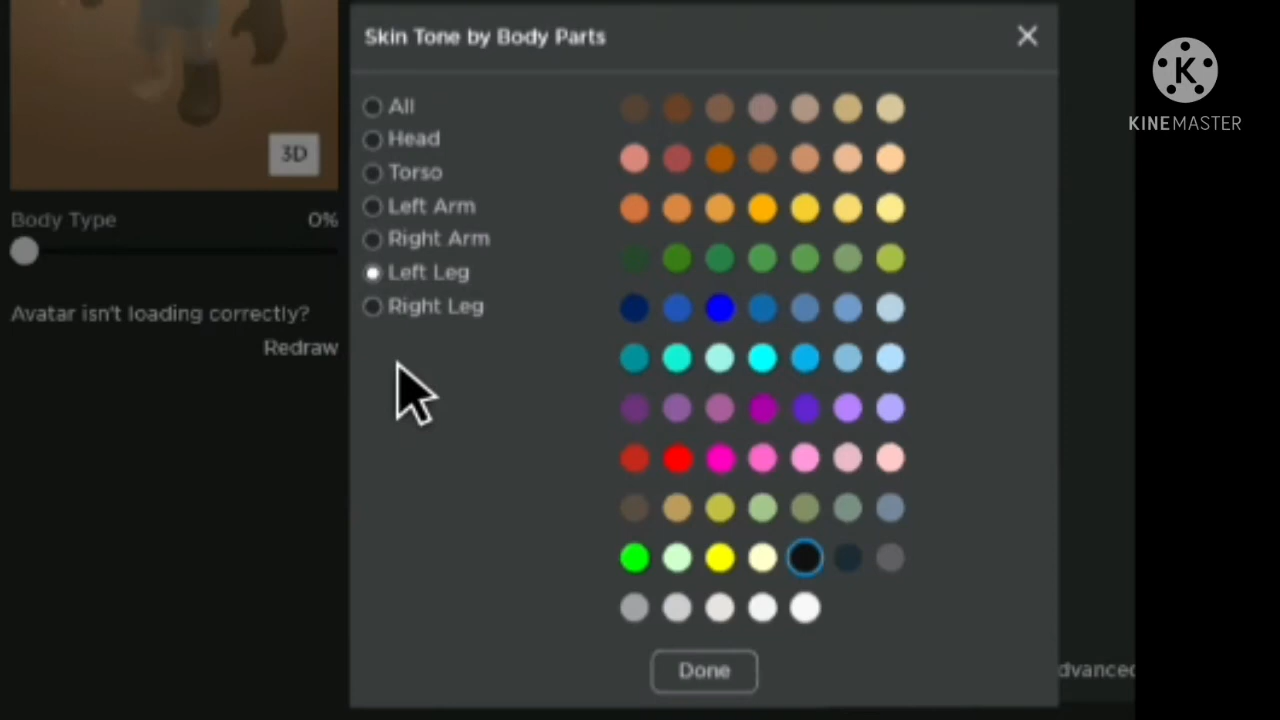 Skin Tone by Body Parts
All
Head
Torso
Left Arm
Right Arm
Left Leg
Right Leg
3D
Body Type 0%
Avatar isn't loading correctly?
Redraw
Done
dvanced
K
KINEMASTER